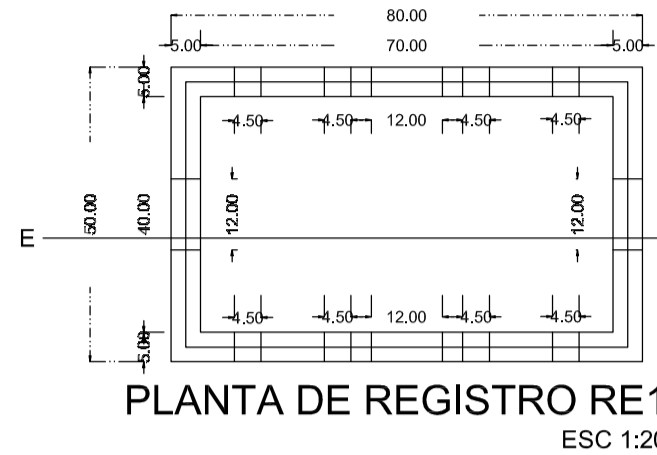 80.00
5.00 70.00 5.00
5.00
4.50 4.50 12.00 4.50 4.50
50.00 40.00 12.00 12.00
E
4.50 4.50 12.00 4.50 4.50
5.00
PLANTA DE REGISTRO RE1
ESC 1:20